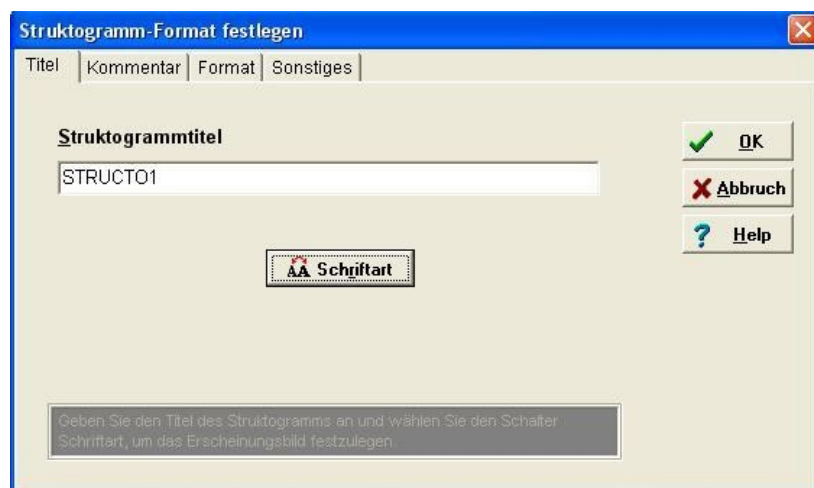 Struktogramm-Format festlegen
Titel Kommentar Format Sonstiges
Struktogrammtitel
STRUCTO1
OK
Abbruch
Help
AA Schriftart
Geben Sie den Titel des Struktogramms an und wählen Sie den Schalter
Schriftart, um das Erscheinungsbild festzulegen.